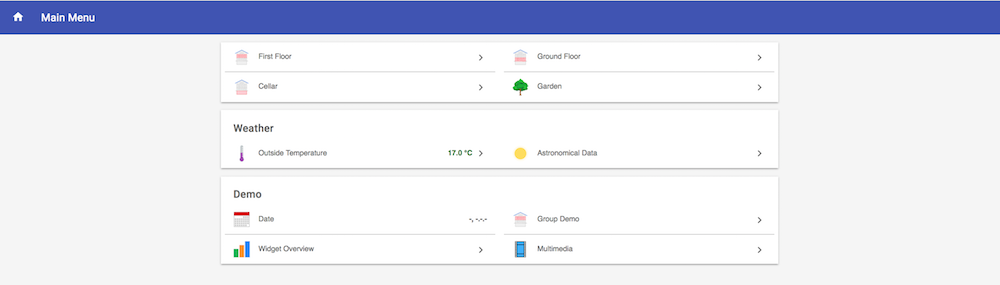 Main Menu
First Floor
Ground Floor
Cellar
Garden
Weather
Outside Temperature 17.0 °C
Astronomical Data
Demo
Date -, -.-.-
Group Demo
Widget Overview
Multimedia